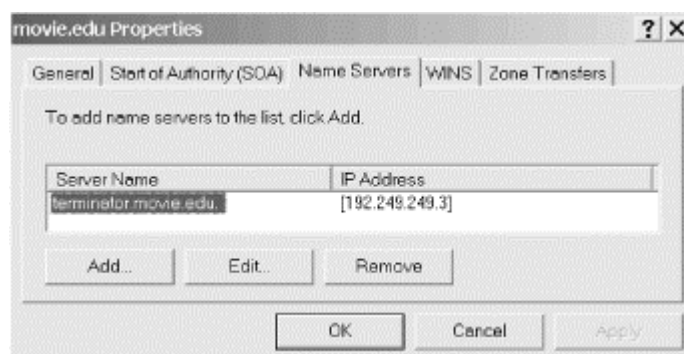 movie.edu Properties ? X
General Start of Authority (SOA) Name Servers WINS Zone Transfers
To add name servers to the list, click Add.
Server Name IP Address
terminator.movie.edu. [192.249.249.3]
Add... Edit... Remove
OK Cancel Apply